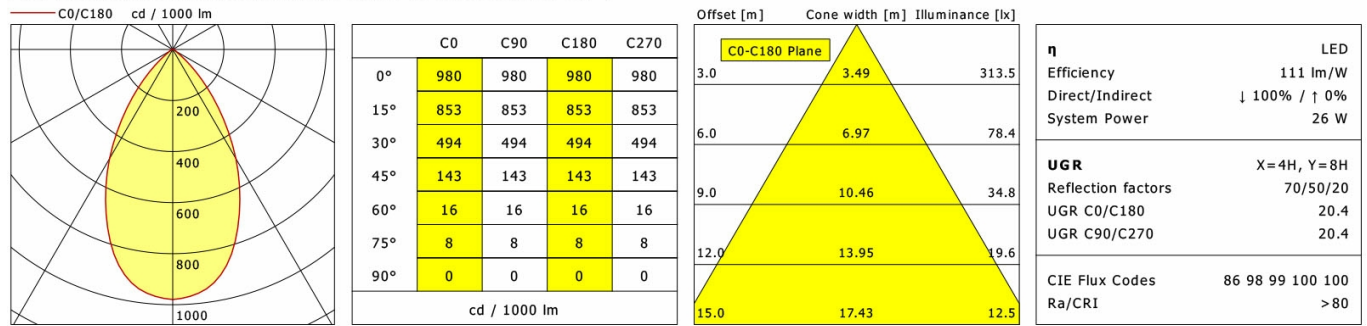 C0/C180 cd / 1000 lm
200
400
600
800
1000
C0 C90 C180 C270
0° 980 980 980 980
15° 853 853 853 853
30° 494 494 494 494
45° 143 143 143 143
60° 16 16 16 16
75° 8 8 8 8
90° 0 0 0 0
cd / 1000 lm
Offset [m] Cone width [m] Illuminance [lx]
C0-C180 Plane
3.0 3.49 313.5
6.0 6.97 78.4
9.0 10.46 34.8
12.0 13.95 19.6
15.0 17.43 12.5
η LED
Efficiency 111 lm/W
Direct/Indirect ↓ 100% / ↑ 0%
System Power 26 W
UGR X=4H, Y=8H
Reflection factors 70/50/20
UGR C0/C180 20.4
UGR C90/C270 20.4
CIE Flux Codes 86 98 99 100 100
Ra/CRI >80